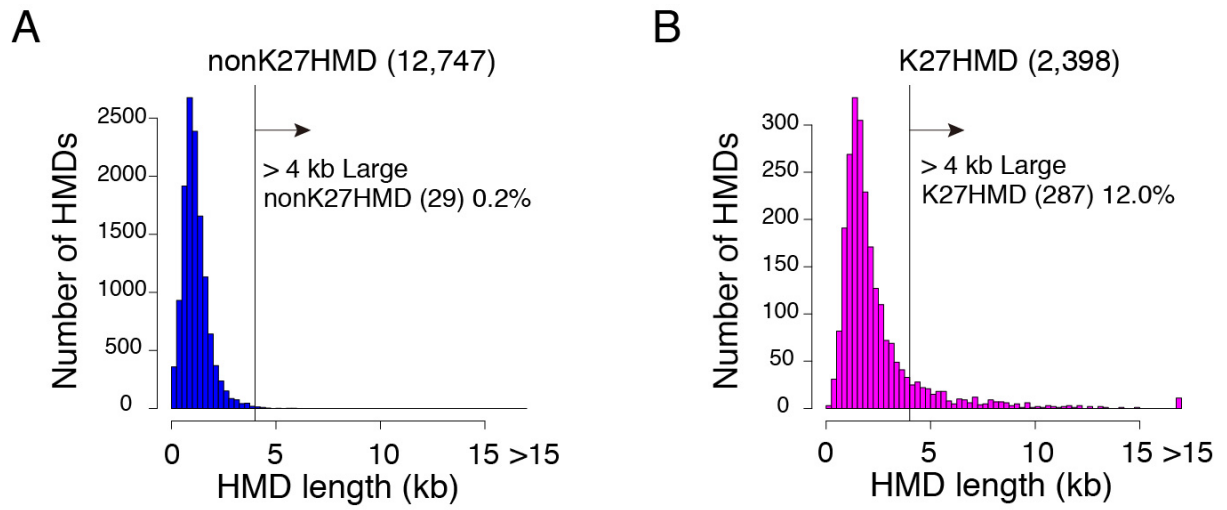 A
nonK27HMD (12,747)
Number of HMDs
2500
2000
1500
1000
500
0
> 4 kb Large
nonK27HMD (29) 0.2%
0 5 10 15 >15
HMD length (kb)
B
K27HMD (2,398)
Number of HMDs
300
250
200
150
100
50
0
> 4 kb Large
K27HMD (287) 12.0%
0 5 10 15 >15
HMD length (kb)